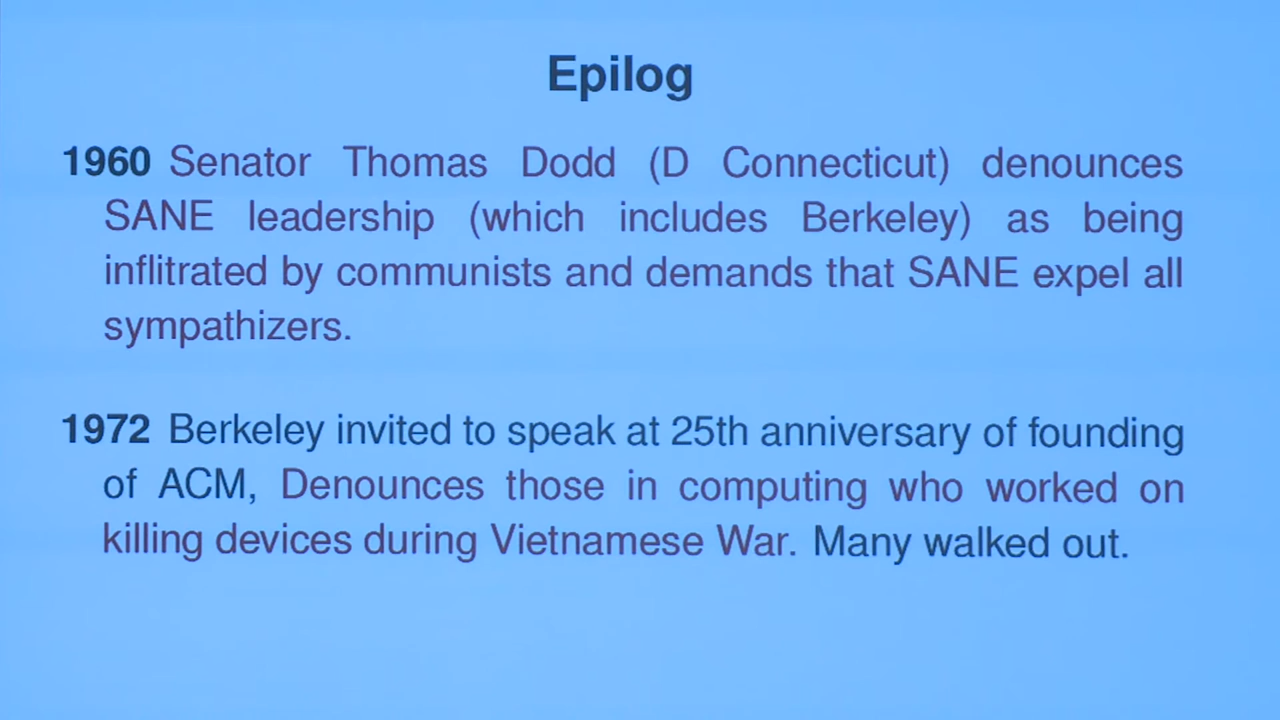 Epilog
1960 Senator Thomas Dodd (D Connecticut) denounces
SANE leadership (which includes Berkeley) as being
inflitrated by communists and demands that SANE expel all
sympathizers.
1972 Berkeley invited to speak at 25th anniversary of founding
of ACM, Denounces those in computing who worked on
killing devices during Vietnamese War. Many walked out.